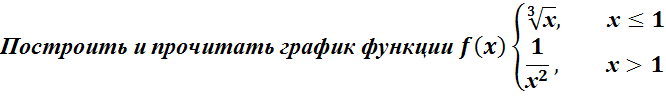 Построить и прочитать график функции f(x) { ∛x, x ≤ 1
1/x², x > 1